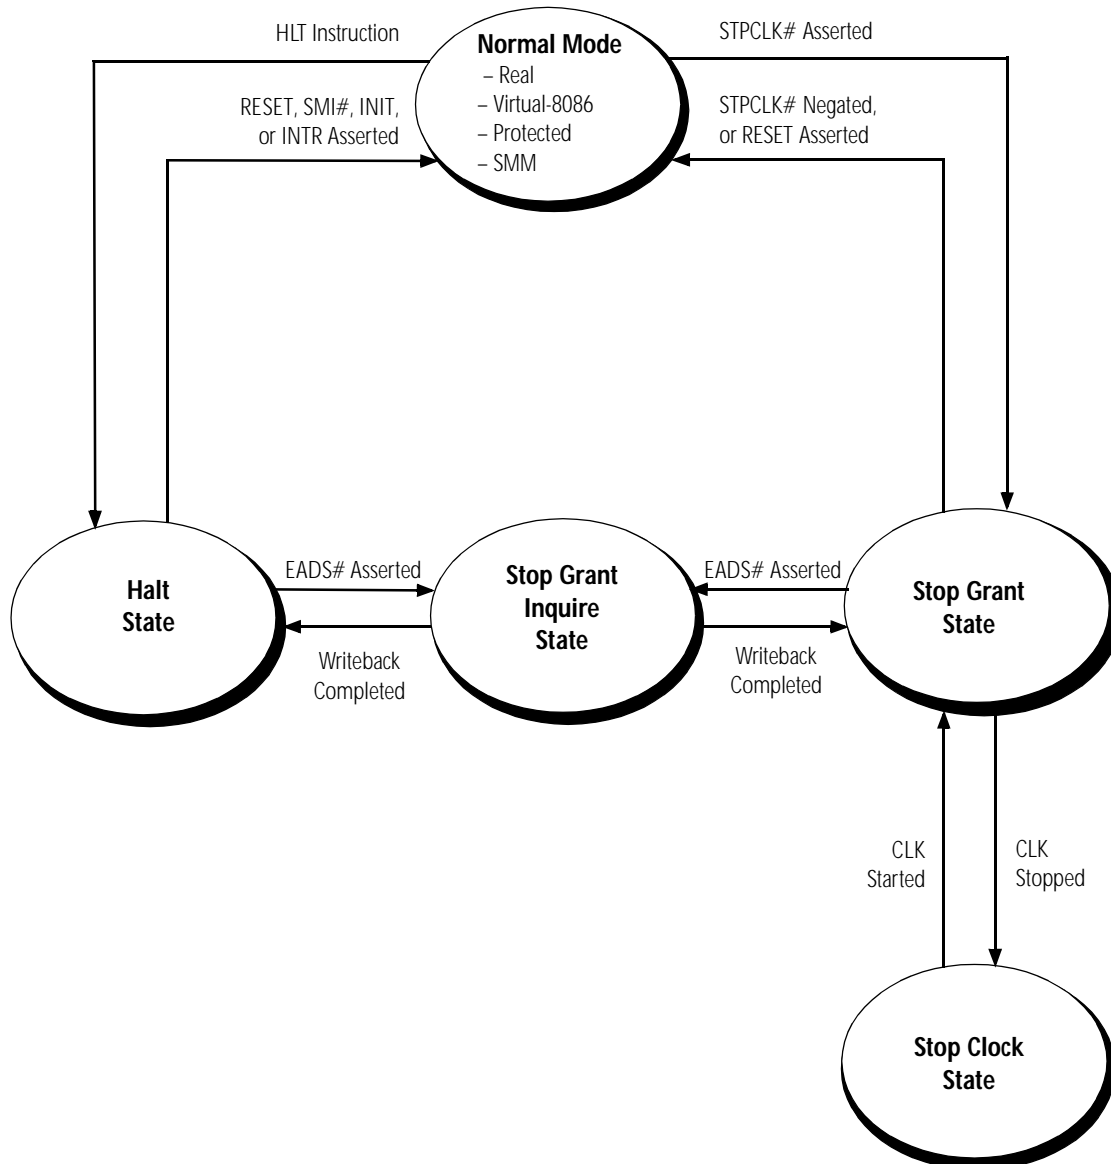 HLT Instruction
Normal Mode
– Real
– Virtual-8086
– Protected
– SMM
STPCLK# Asserted
RESET, SMI#, INIT,
or INTR Asserted
STPCLK# Negated,
or RESET Asserted
Halt
State
EADS# Asserted
Writeback
Completed
Stop Grant
Inquire
State
EADS# Asserted
Writeback
Completed
Stop Grant
State
CLK
Started
CLK
Stopped
Stop Clock
State